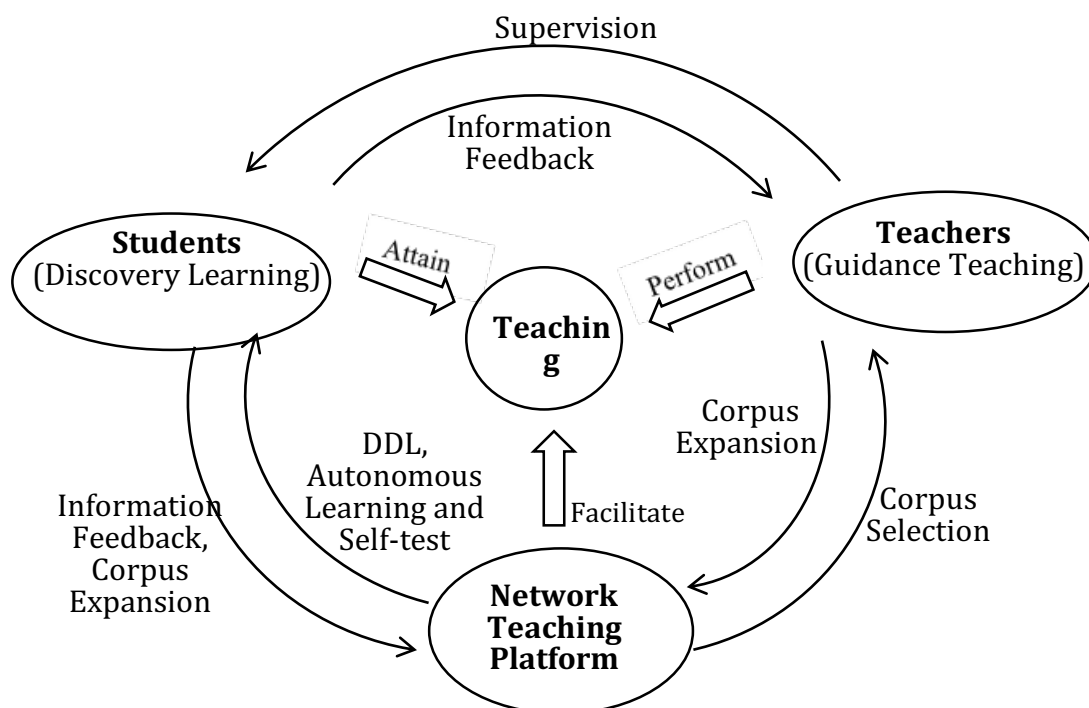 Supervision
Information
Feedback
Students
(Discovery Learning)
Teachers
(Guidance Teaching)
Attain
Perform
Teachin
g
DDL,
Autonomous
Learning and
Self-test
Corpus
Expansion
Information
Feedback,
Corpus
Expansion
Facilitate
Corpus
Selection
Network
Teaching
Platform